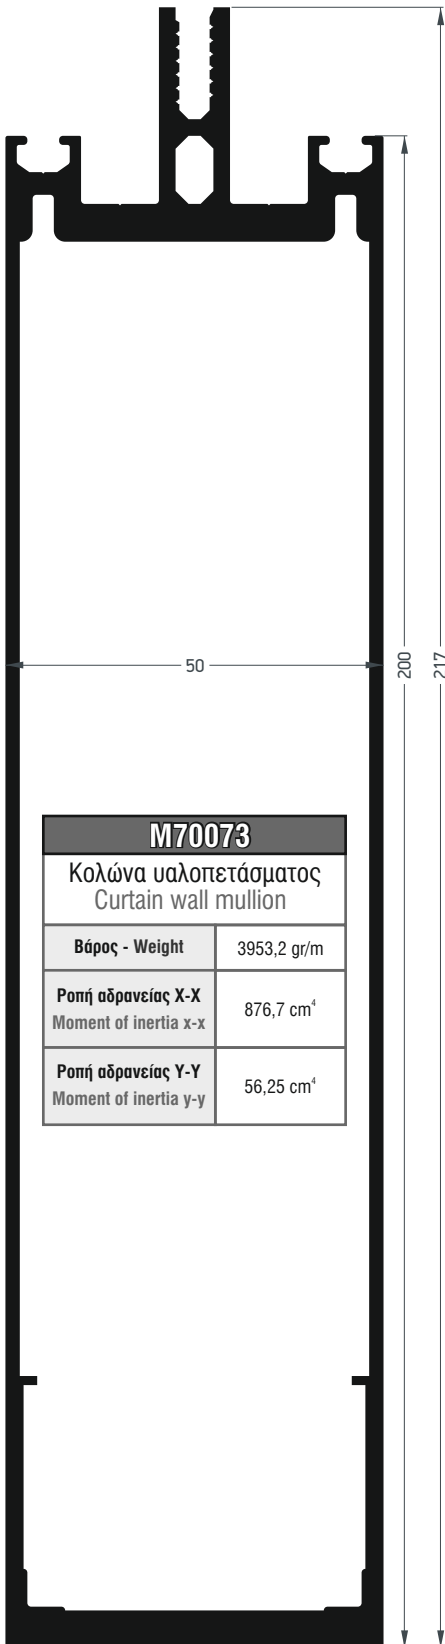 50
200
217
M70073
Κολώνα υαλοπετάσματος
Curtain wall mullion
Βάρος - Weight 3953,2 gr/m
Ροπή αδρανείας Χ-Χ
Moment of inertia x-x
876,7 cm⁴
Ροπή αδρανείας Υ-Υ
Moment of inertia y-y
56,25 cm⁴